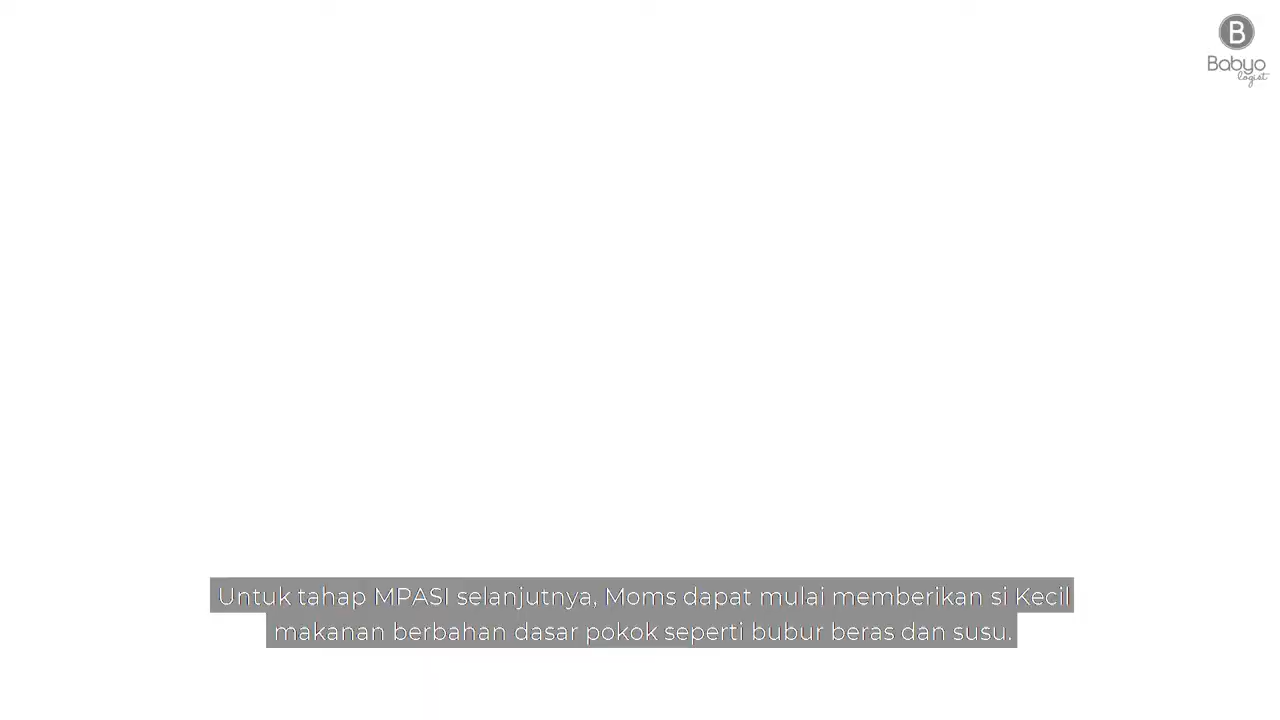 B
Babyo
logist
Untuk tahap MPASI selanjutnya, Moms dapat mulai memberikan si Kecil
makanan berbahan dasar pokok seperti bubur beras dan susu.